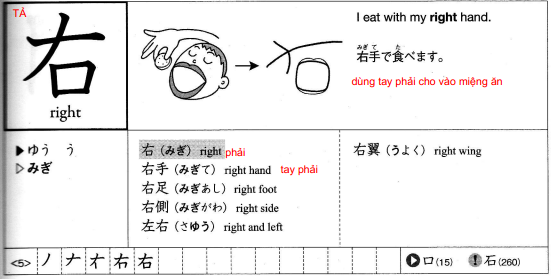 TẢ
右
right
I eat with my right hand.
みぎ て た
右手で食べます。
dùng tay phải cho vào miệng ăn
▶ゆう う
▷みぎ
右（みぎ）right phải
右手（みぎて）right hand tay phải
右足（みぎあし）right foot
右側（みぎがわ）right side
左右（さゆう）right and left
右翼（うよく）right wing
<5> ノ ナ 才 右 右
口(15) 石(260)